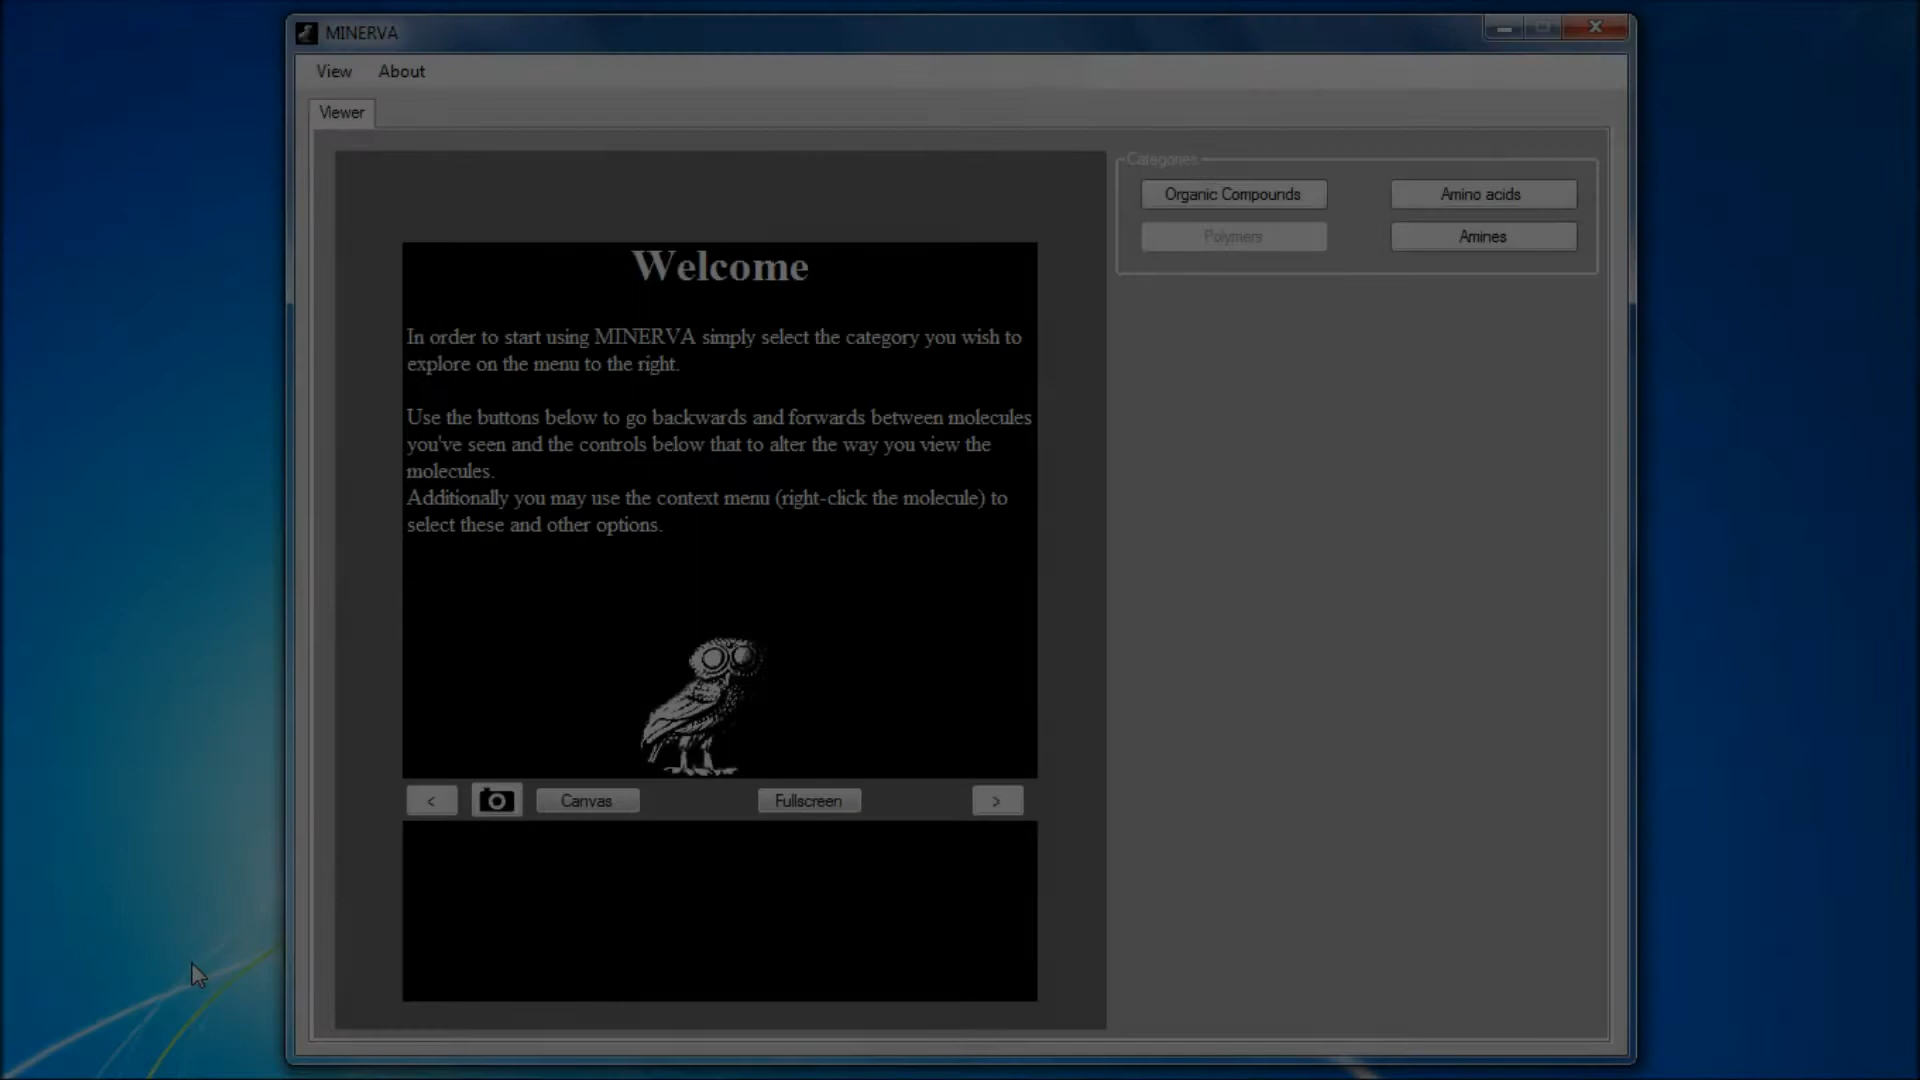 MINERVA
View About
Viewer
Categories
Organic Compounds Amino acids
Polymers Amines
Welcome
In order to start using MINERVA simply select the category you wish to
explore on the menu to the right.
Use the buttons below to go backwards and forwards between molecules
you've seen and the controls below that to alter the way you view the
molecules.
Additionally you may use the context menu (right-click the molecule) to
select these and other options.
< Canvas Fullscreen >